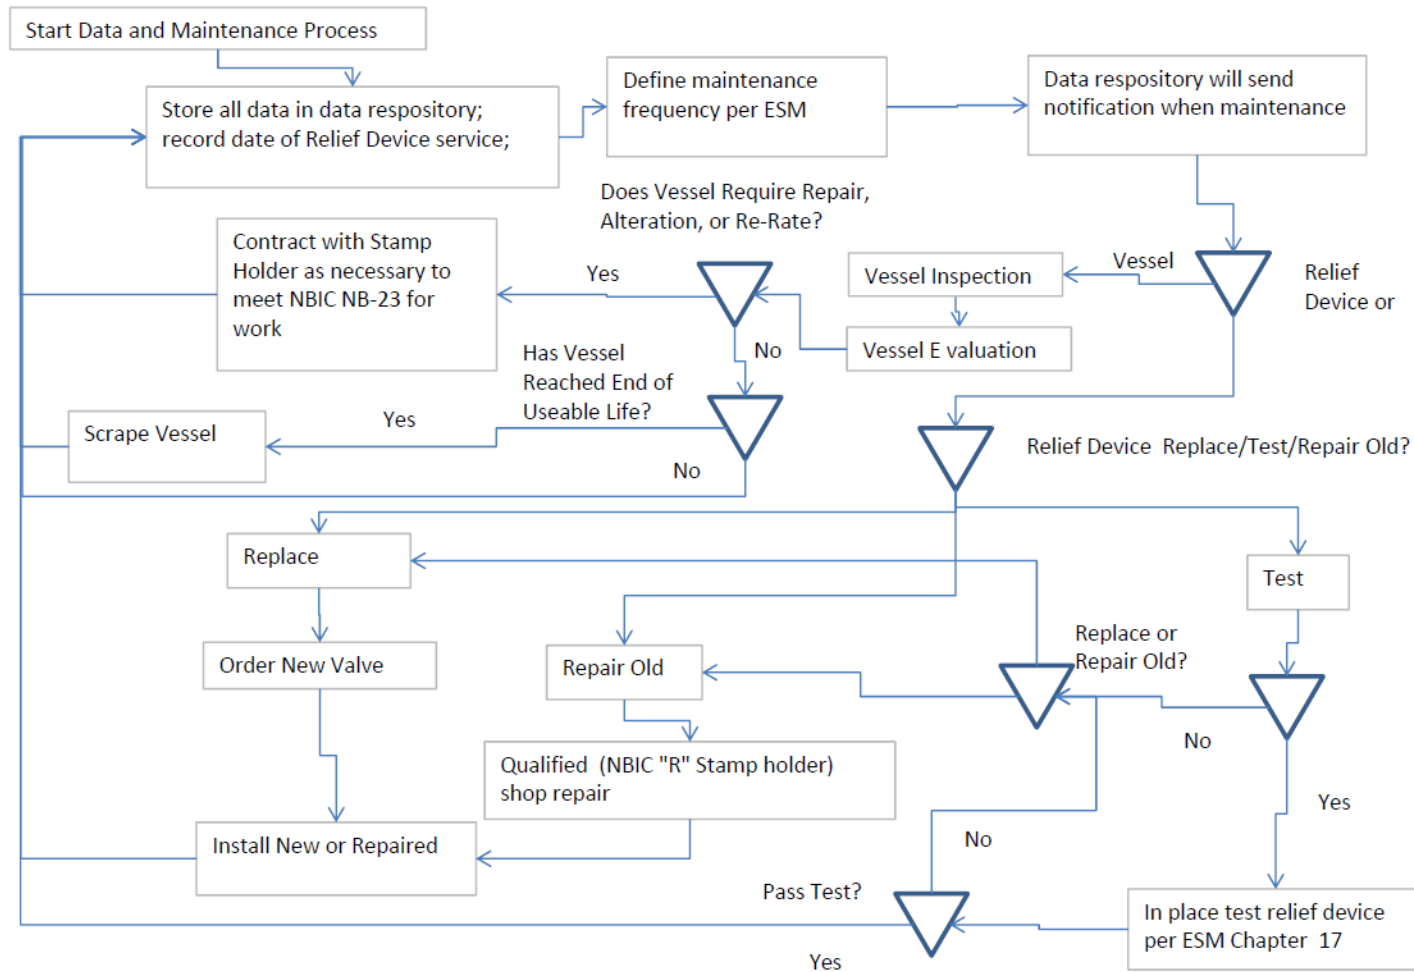 Start Data and Maintenance Process
Store all data in data respository;
record date of Relief Device service;
Define maintenance
frequency per ESM
Data respository will send
notification when maintenance
Does Vessel Require Repair,
Alteration, or Re-Rate?
Contract with Stamp
Holder as necessary to
meet NBIC NB-23 for
work
Yes
Vessel Inspection
Vessel
Relief
Device or
No
Vessel E valuation
Has Vessel
Reached End of
Useable Life?
Scrape Vessel
Yes
No
Relief Device  Replace/Test/Repair Old?
Replace
Test
Order New Valve
Repair Old
Replace or
Repair Old?
No
Qualified  (NBIC "R" Stamp holder)
shop repair
Yes
Install New or Repaired
No
Pass Test?
In place test relief device
per ESM Chapter  17
Yes